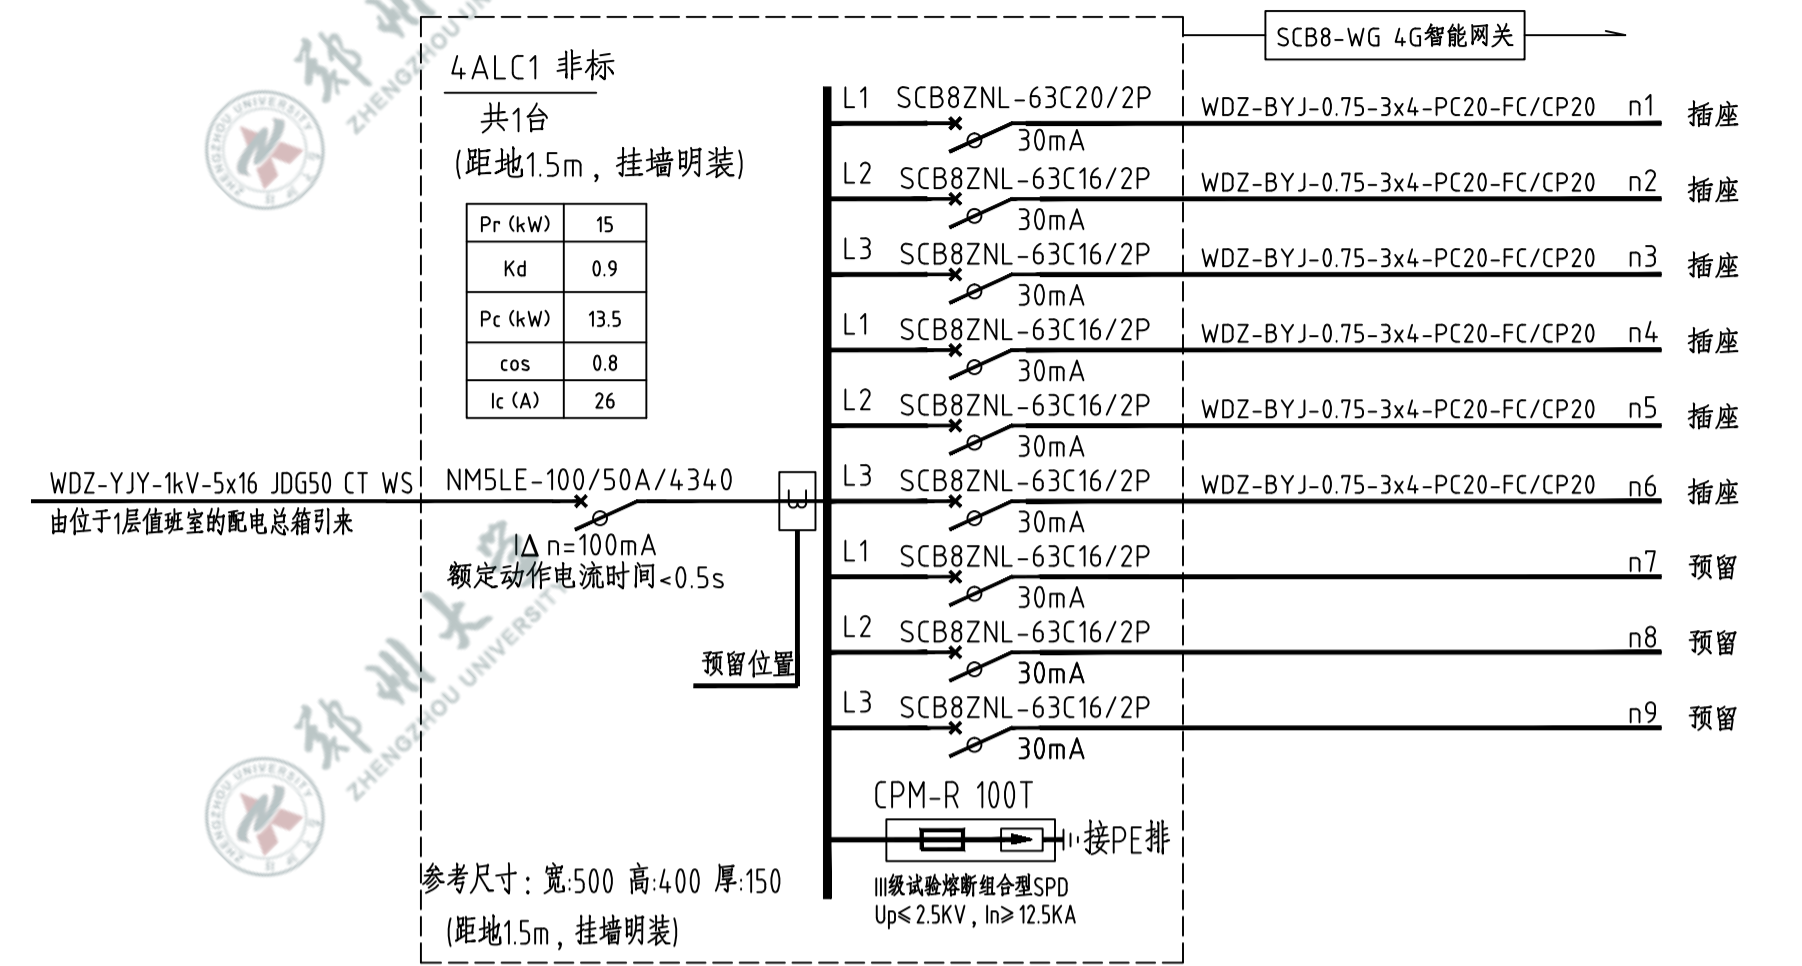 SCB8-WG 4G智能网关
4ALC1 非标
共1台
(距地1.5m，挂墙明装)
Pr(kW) 15
Kd 0.9
Pc(kW) 13.5
cos 0.8
Ic(A) 26
WDZ-YJY-1kV-5x16 JDG50 CT WS
由位于1层值班室的配电总箱引来
NM5LE-100/50A/4340
I∆n=100mA
额定动作电流时间<0.5s
预留位置
L1 SCB8ZNL-63C20/2P WDZ-BYJ-0.75-3x4-PC20-FC/CP20 n1 插座
30mA
L2 SCB8ZNL-63C16/2P WDZ-BYJ-0.75-3x4-PC20-FC/CP20 n2 插座
30mA
L3 SCB8ZNL-63C16/2P WDZ-BYJ-0.75-3x4-PC20-FC/CP20 n3 插座
30mA
L1 SCB8ZNL-63C16/2P WDZ-BYJ-0.75-3x4-PC20-FC/CP20 n4 插座
30mA
L2 SCB8ZNL-63C16/2P WDZ-BYJ-0.75-3x4-PC20-FC/CP20 n5 插座
30mA
L3 SCB8ZNL-63C16/2P WDZ-BYJ-0.75-3x4-PC20-FC/CP20 n6 插座
30mA
L1 SCB8ZNL-63C16/2P n7 预留
30mA
L2 SCB8ZNL-63C16/2P n8 预留
30mA
L3 SCB8ZNL-63C16/2P n9 预留
30mA
CPM-R 100T
接PE排
III级试验熔断组合型SPD
Up≤2.5KV，In≥12.5KA
参考尺寸：宽:500 高:400 厚:150
(距地1.5m，挂墙明装)
郑州大学
ZHENGZHOU UNIVERSITY
ZHENGZHOU UNIVERSITY